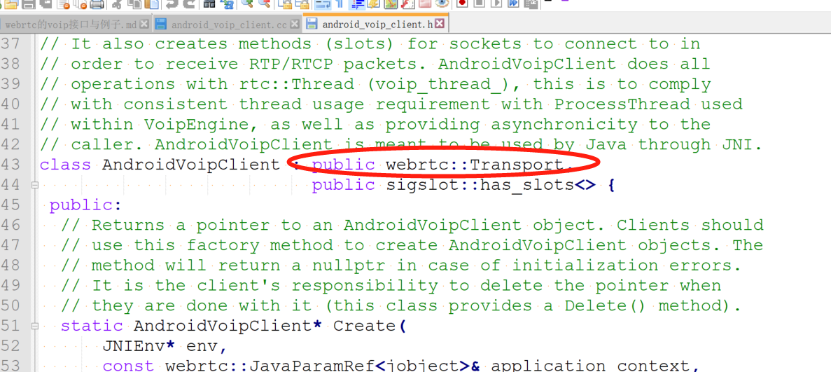 webrtc的voip接口与例子.md android_voip_client.cc android_voip_client.h
37 // It also creates methods (slots) for sockets to connect to in
38 // order to receive RTP/RTCP packets. AndroidVoipClient does all
39 // operations with rtc::Thread (voip_thread_), this is to comply
40 // with consistent thread usage requirement with ProcessThread used
41 // within VoipEngine, as well as providing asynchronicity to the
42 // caller. AndroidVoipClient is meant to be used by Java through JNI.
43 class AndroidVoipClient : public webrtc::Transport,
44 public sigslot::has_slots<> {
45 public:
46 // Returns a pointer to an AndroidVoipClient object. Clients should
47 // use this factory method to create AndroidVoipClient objects. The
48 // method will return a nullptr in case of initialization errors.
49 // It is the client's responsibility to delete the pointer when
50 // they are done with it (this class provides a Delete() method).
51 static AndroidVoipClient* Create(
52 JNIEnv* env,
53 const webrtc::JavaParamRef<jobject>& application_context,